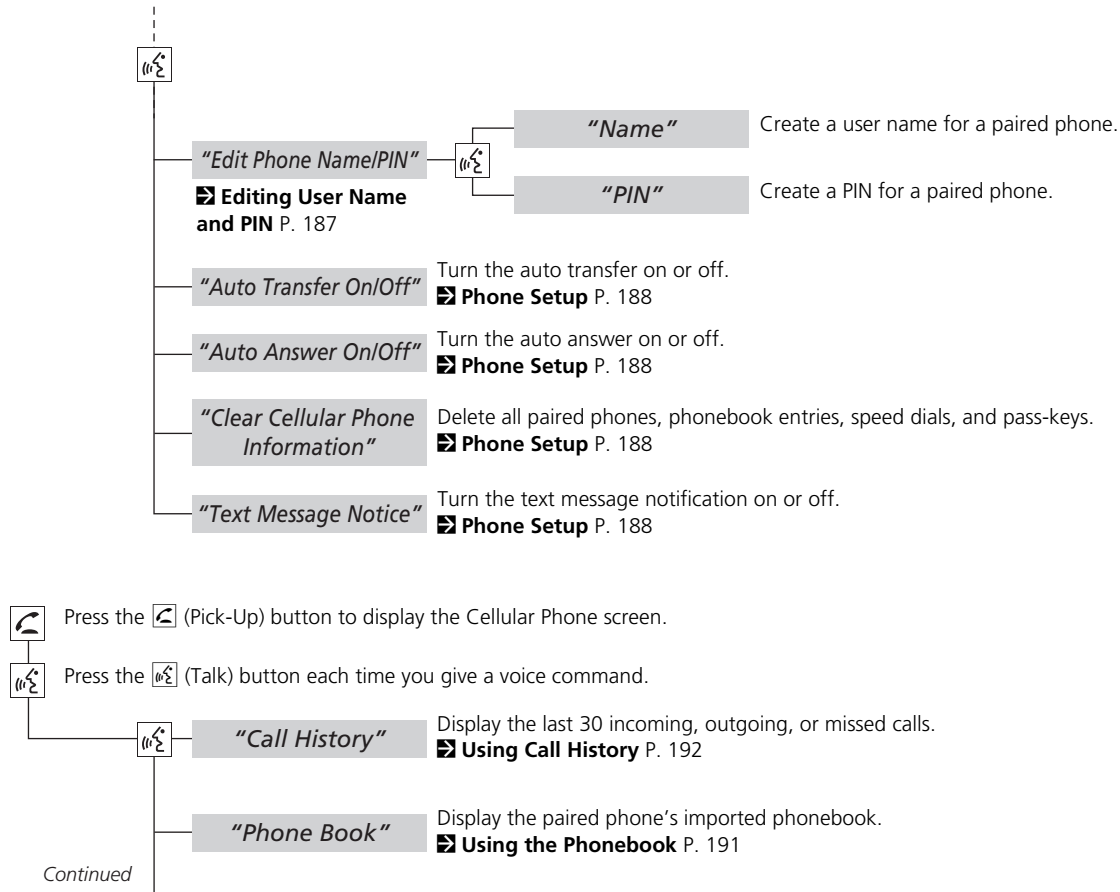 "Name" Create a user name for a paired phone.
"Edit Phone Name/PIN"
Editing User Name
and PIN P. 187
"PIN" Create a PIN for a paired phone.
"Auto Transfer On/Off" Turn the auto transfer on or off.
Phone Setup P. 188
"Auto Answer On/Off" Turn the auto answer on or off.
Phone Setup P. 188
"Clear Cellular Phone
Information"
Delete all paired phones, phonebook entries, speed dials, and pass-keys.
Phone Setup P. 188
"Text Message Notice" Turn the text message notification on or off.
Phone Setup P. 188
Press the (Pick-Up) button to display the Cellular Phone screen.
Press the (Talk) button each time you give a voice command.
"Call History" Display the last 30 incoming, outgoing, or missed calls.
Using Call History P. 192
"Phone Book" Display the paired phone's imported phonebook.
Using the Phonebook P. 191
Continued